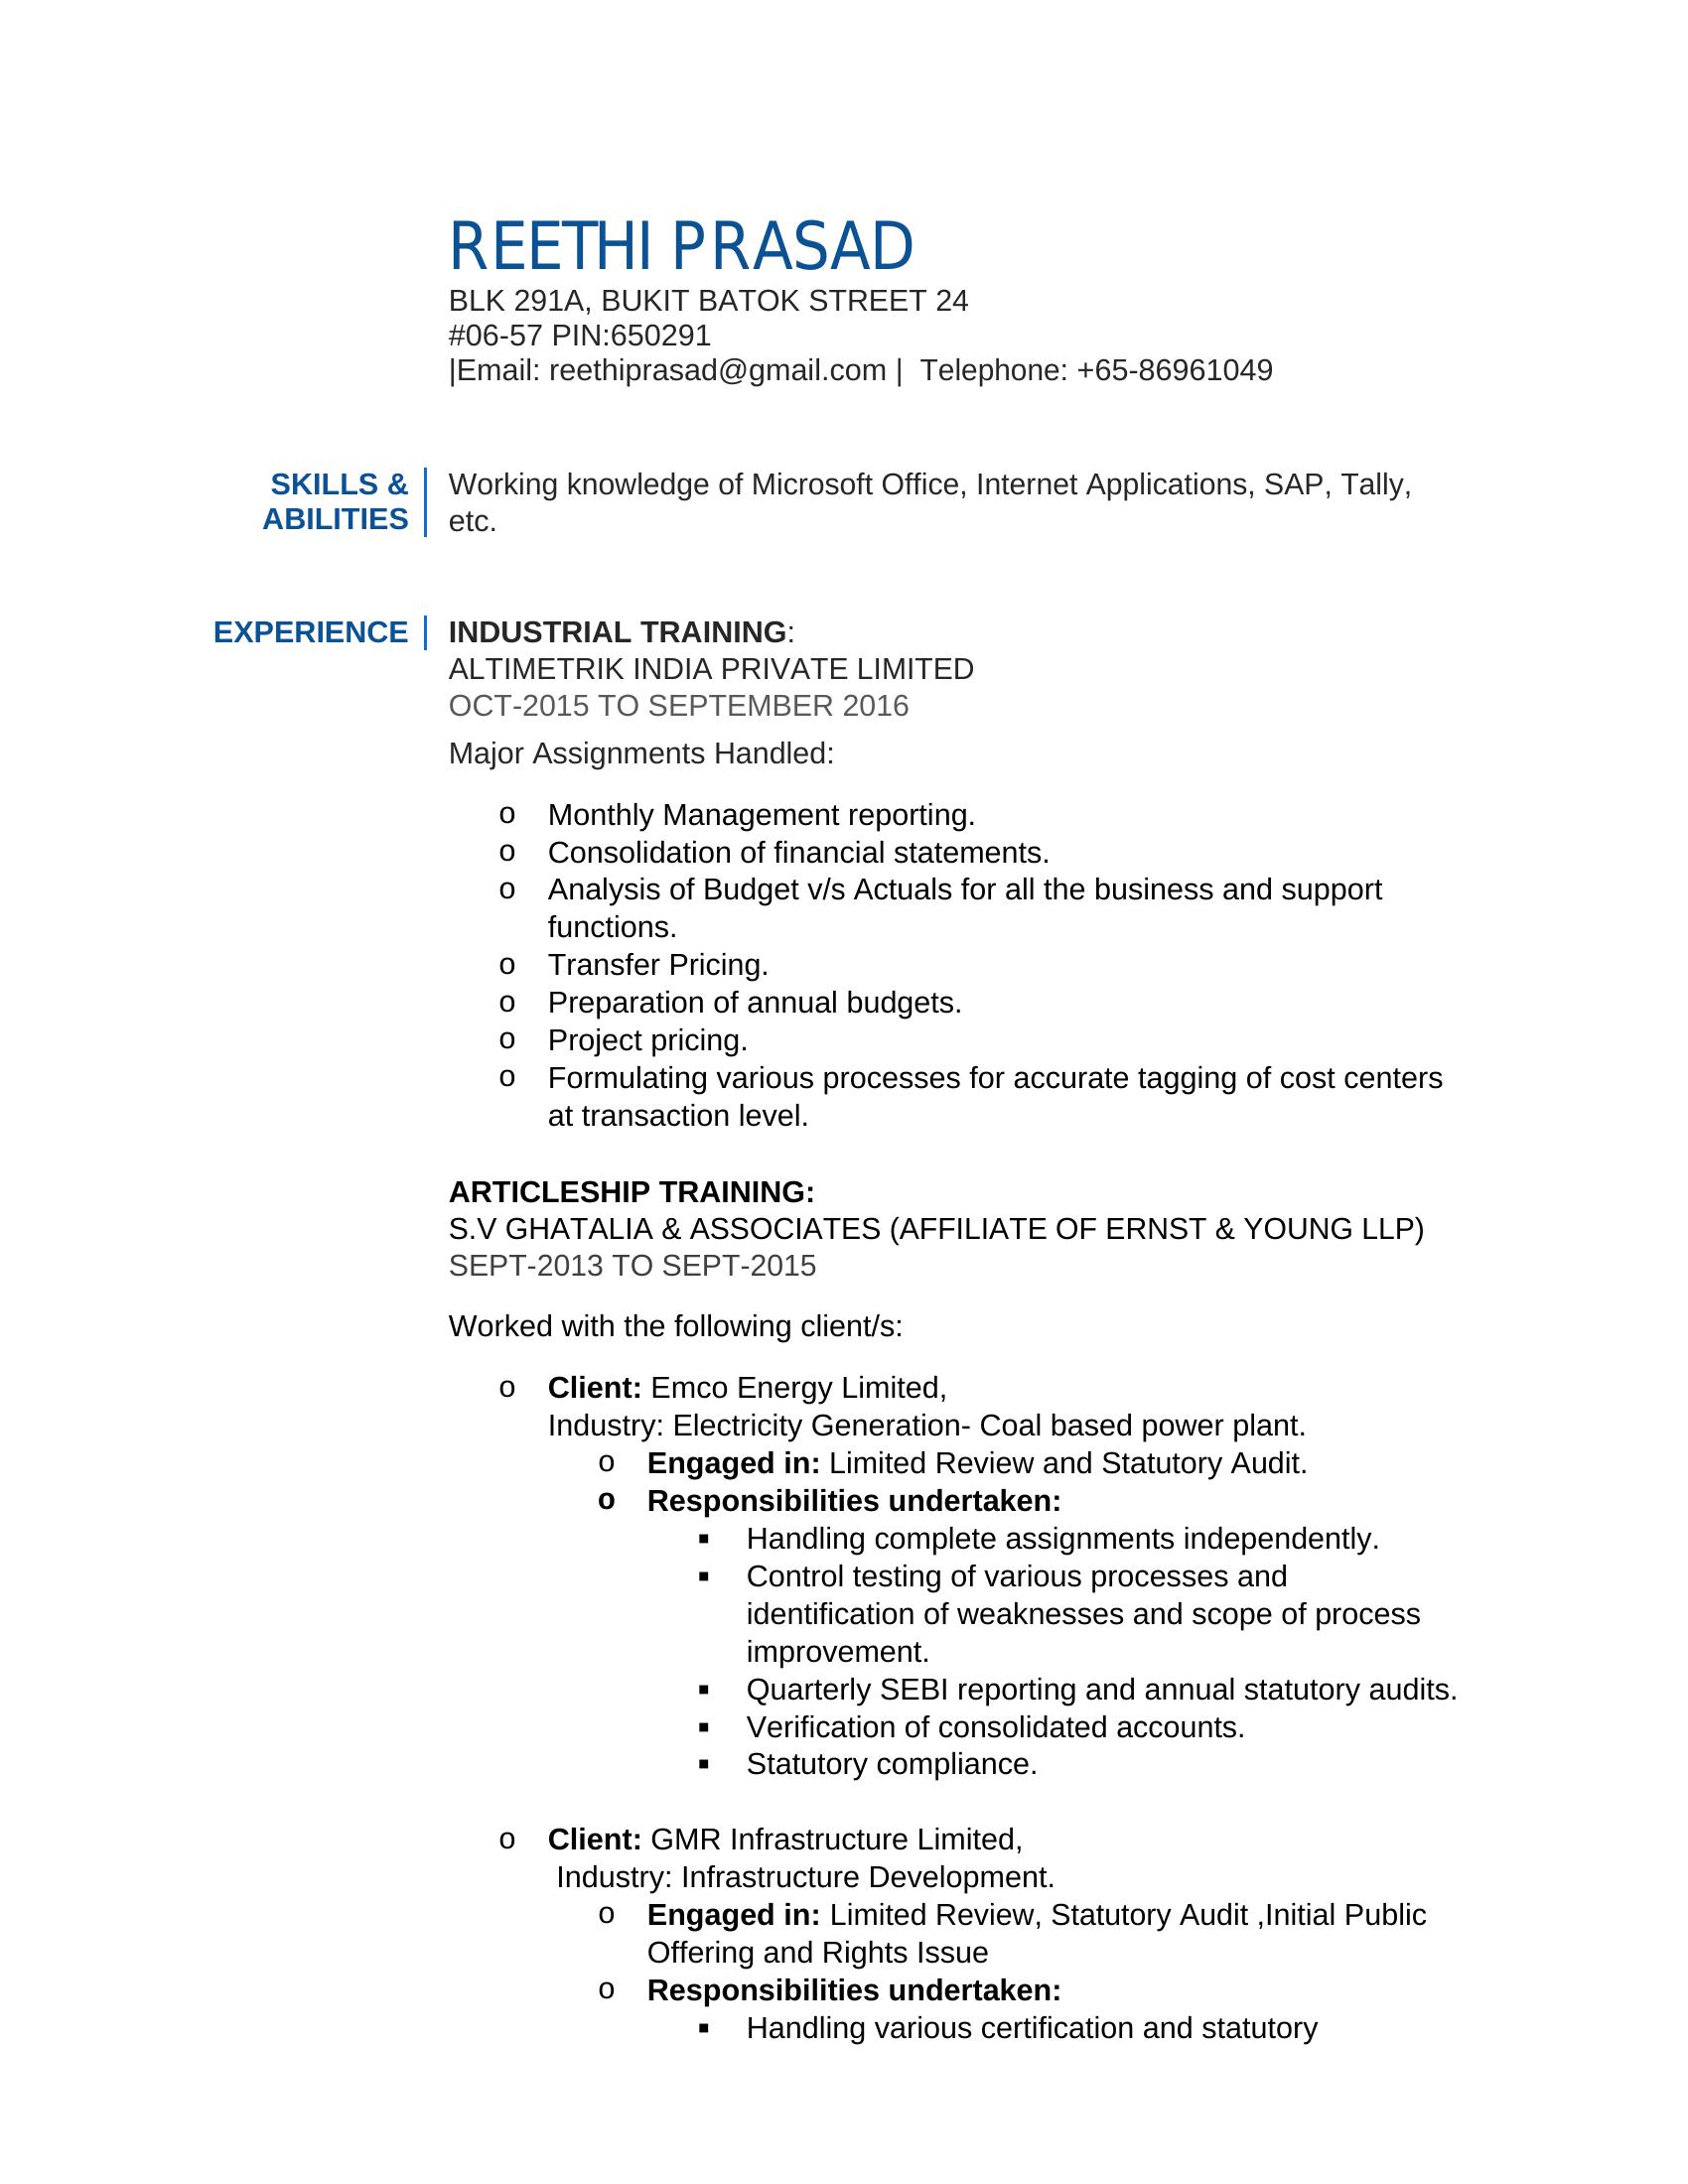 REETHI PRASAD
BLK 291A, BUKIT BATOK STREET 24
#06-57 PIN:650291
|Email: reethiprasad@gmail.com |  Telephone: +65-86961049
SKILLS &
ABILITIES
Working knowledge of Microsoft Office, Internet Applications, SAP, Tally,
etc.
EXPERIENCE
INDUSTRIAL TRAINING:
ALTIMETRIK INDIA PRIVATE LIMITED
OCT-2015 TO SEPTEMBER 2016
Major Assignments Handled:
o Monthly Management reporting.
o Consolidation of financial statements.
o Analysis of Budget v/s Actuals for all the business and support
functions.
o Transfer Pricing.
o Preparation of annual budgets.
o Project pricing.
o Formulating various processes for accurate tagging of cost centers
at transaction level.
ARTICLESHIP TRAINING:
S.V GHATALIA & ASSOCIATES (AFFILIATE OF ERNST & YOUNG LLP)
SEPT-2013 TO SEPT-2015
Worked with the following client/s:
o Client: Emco Energy Limited,
Industry: Electricity Generation- Coal based power plant.
o Engaged in: Limited Review and Statutory Audit.
o Responsibilities undertaken:
▪ Handling complete assignments independently.
▪ Control testing of various processes and
identification of weaknesses and scope of process
improvement.
▪ Quarterly SEBI reporting and annual statutory audits.
▪ Verification of consolidated accounts.
▪ Statutory compliance.
o Client: GMR Infrastructure Limited,
Industry: Infrastructure Development.
o Engaged in: Limited Review, Statutory Audit ,Initial Public
Offering and Rights Issue
o Responsibilities undertaken:
▪ Handling various certification and statutory